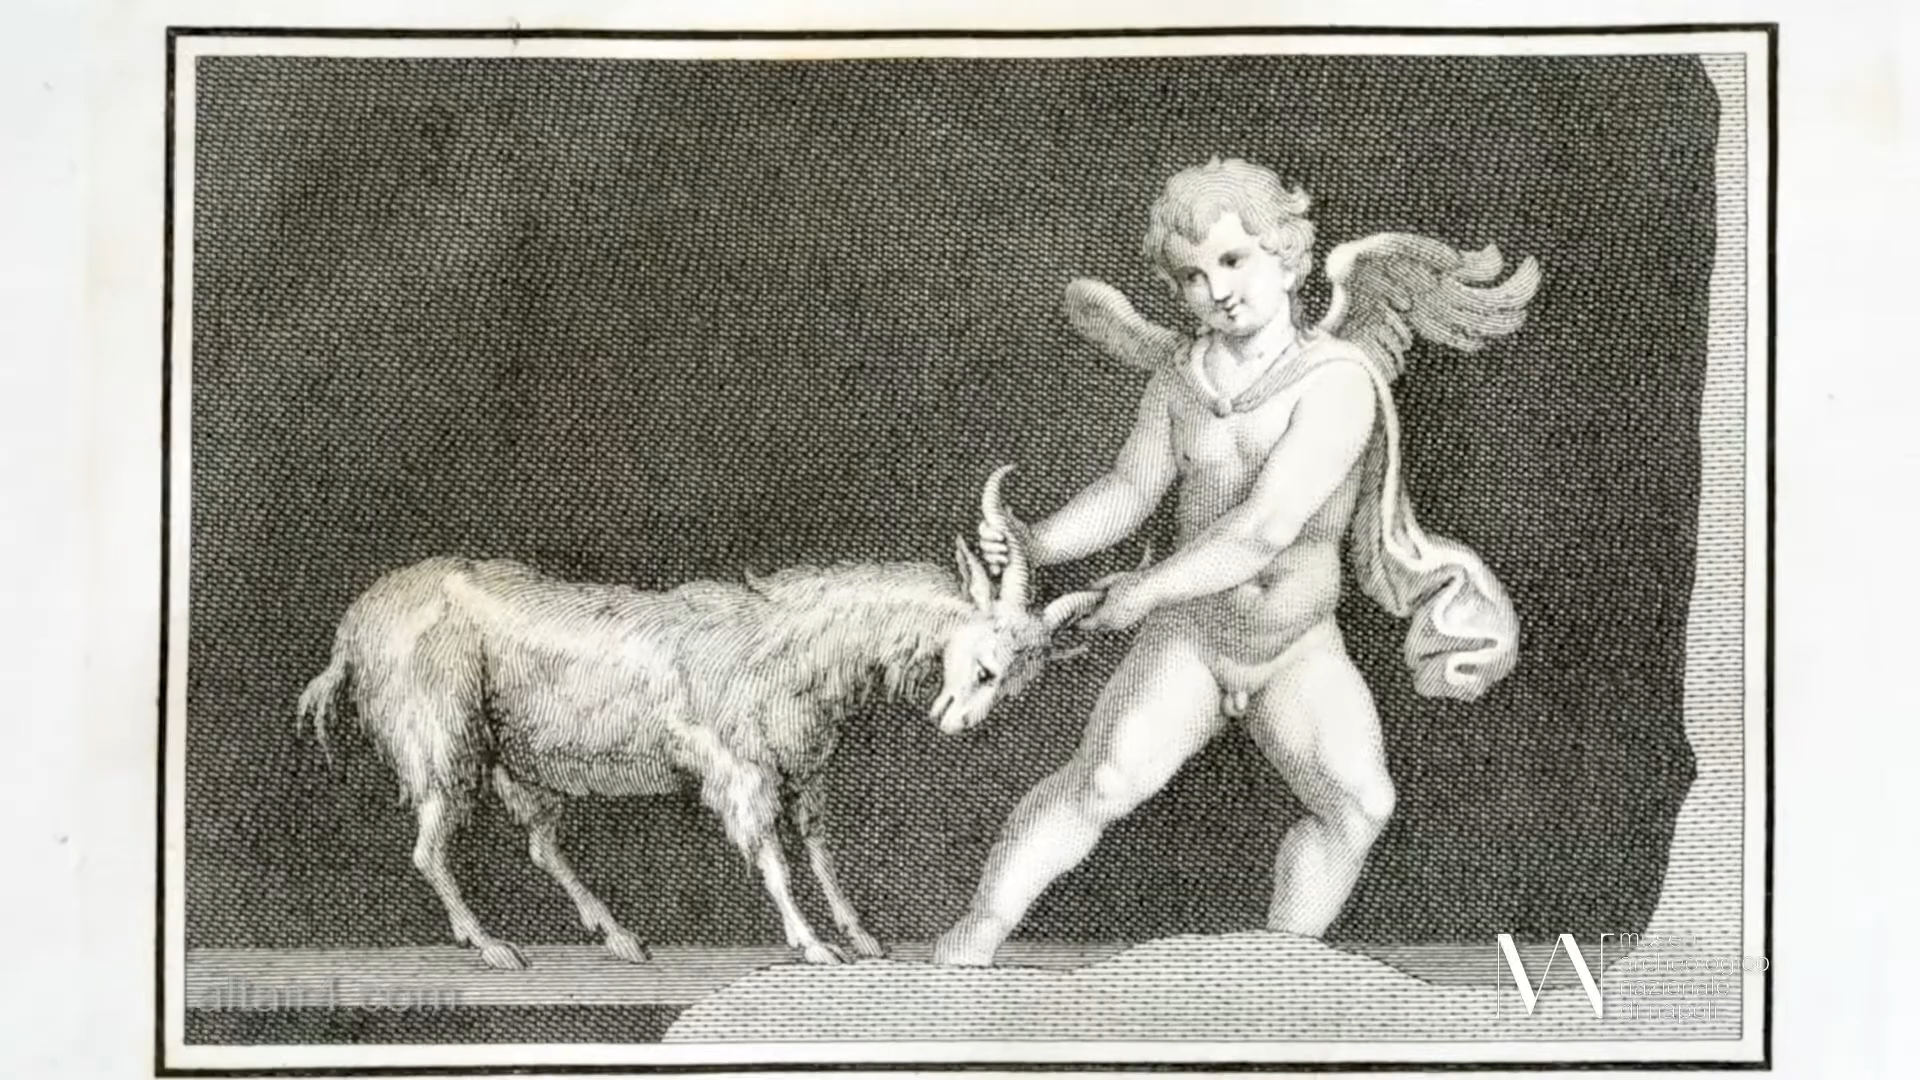 altair4.com
museo
archeologico
nazionale
di napoli